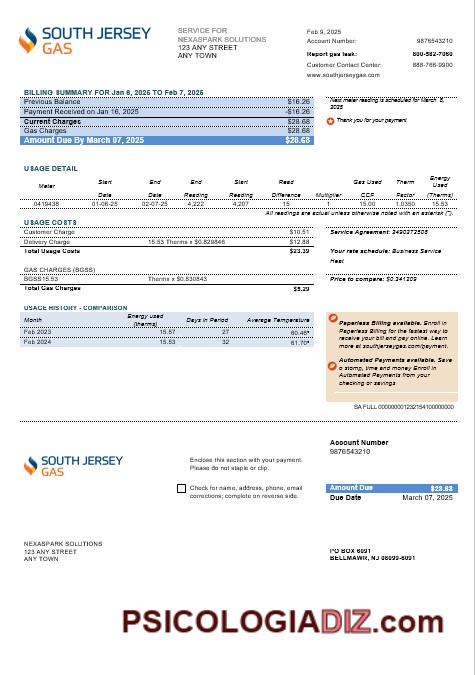 SOUTH JERSEY
GAS
SERVICE FOR
NEXASPARK SOLUTIONS
123 ANY STREET
ANY TOWN
Feb 9, 2025
Account Number: 9876543210
Report gas leak: 800-582-7060
Customer Contact Center: 888-766-9900
www.southjerseygas.com
BILLING SUMMARY FOR Jan 6, 2026 TO Feb 7, 2026
Previous Balance $16.26
Payment Received on Jan 16, 2025 -$16.26
Current Charges $28.68
Gas Charges $28.68
Amount Due By March 07, 2025 $28.68
Next meter reading is scheduled for March 8,
2025
Thank you for your payment
USAGE DETAIL
Meter Start Date End Date End Reading Start Reading Read Difference Multiplier Gas Used CCF Therm Factor Energy Used (Therms)
0419438 01-06-25 02-07-25 4,222 4,207 15 1 15.00 1.0350 15.53
All readings are actual unless otherwise noted with an asterisk (*).
USAGE COSTS
Customer Charge $10.51
Delivery Charge 15.53 Therms x $0.829846 $12.88
Total Usage Costs $23.39
Service Agreement: 2490372508
Your rate schedule: Business Service
Heat
GAS CHARGES (BGSS)
BGSS15.53 Therms x $0.830843
Total Gas Charges $5.29
Price to compare: $0.341209
USAGE HISTORY - COMPARISON
Month Energy used (therms) Days in Period Average Temperature
Feb 2023 15.57 27 60.46*
Feb 2024 15.53 32 61.70*
Paperless Billing available. Enroll in
Paperless Billing for the fastest way to
receive your bill and pay online. Learn
more at southjerseygas.com/payment.
Automated Payments available. Save
a stomp, time and money Enroll in
Automated Payments from your
checking or savings
SOUTH JERSEY
GAS
Enclose this section with your payment.
Please do not staple or clip.
Check for name, address, phone, email
corrections; complete on reverse side.
Account Number
9876543210
Amount Due $28.68
Due Date March 07, 2025
NEXASPARK SOLUTIONS
123 ANY STREET
ANY TOWN
PO BOX 6091
BELLMAWR, NJ 08099-6091
PSICOLOGIADIZ.com